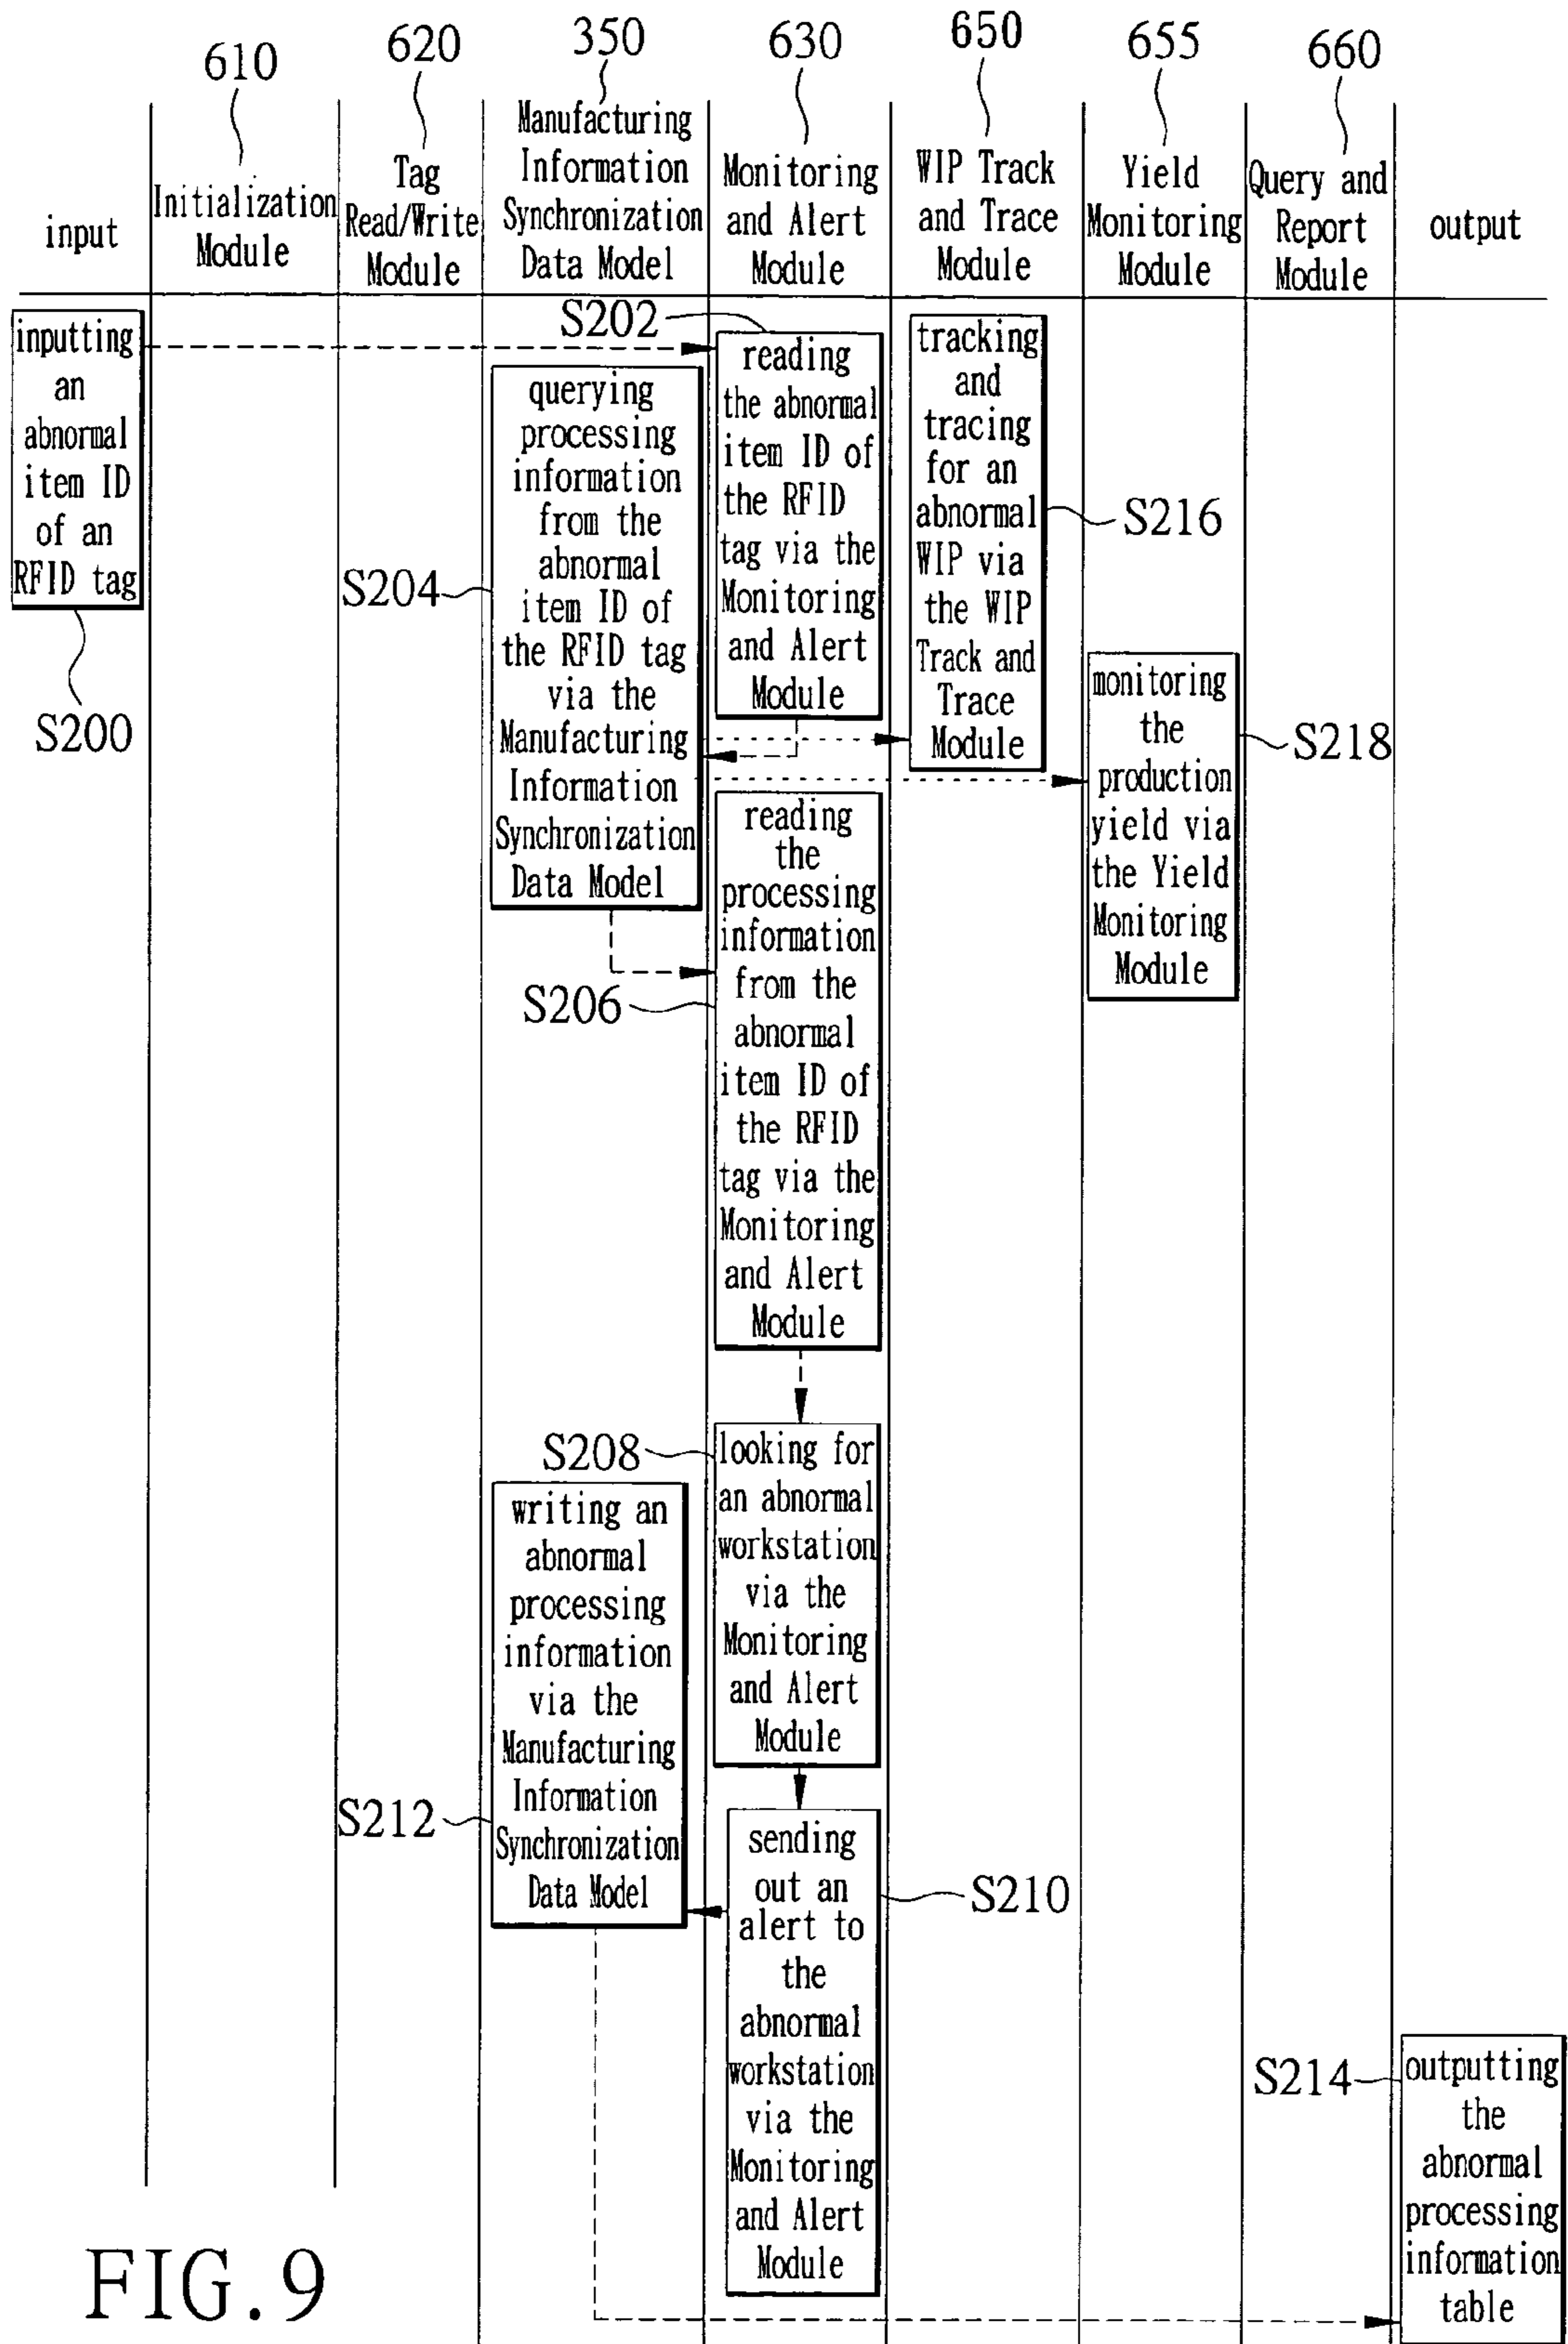 610
620
350
630
650
655
660
input
Initialization
Module
Tag
Read/Write
Module
Manufacturing
Information
Synchronization
Data Model
Monitoring
and Alert
Module
WIP Track
and Trace
Module
Yield
Monitoring
Module
Query and
Report
Module
output
inputting
an
abnormal
item ID
of an
RFID tag
S200
S202
reading
the abnormal
item ID of
the RFID
tag via the
Monitoring
and Alert
Module
S204
querying
processing
information
from the
abnormal
item ID of
the RFID tag
via the
Manufacturing
Information
Synchronization
Data Model
tracking
and
tracing
for an
abnormal
WIP via
the WIP
Track and
Trace
Module
S216
monitoring
the
production
yield via
the Yield
Monitoring
Module
S218
S206
reading
the
processing
information
from the
abnormal
item ID of
the RFID
tag via the
Monitoring
and Alert
Module
S208
looking for
an abnormal
workstation
via the
Monitoring
and Alert
Module
S212
writing an
abnormal
processing
information
via the
Manufacturing
Information
Synchronization
Data Model
sending
out an
alert to
the
abnormal
workstation
via the
Monitoring
and Alert
Module
S210
S214
outputting
the
abnormal
processing
information
table
FIG.9